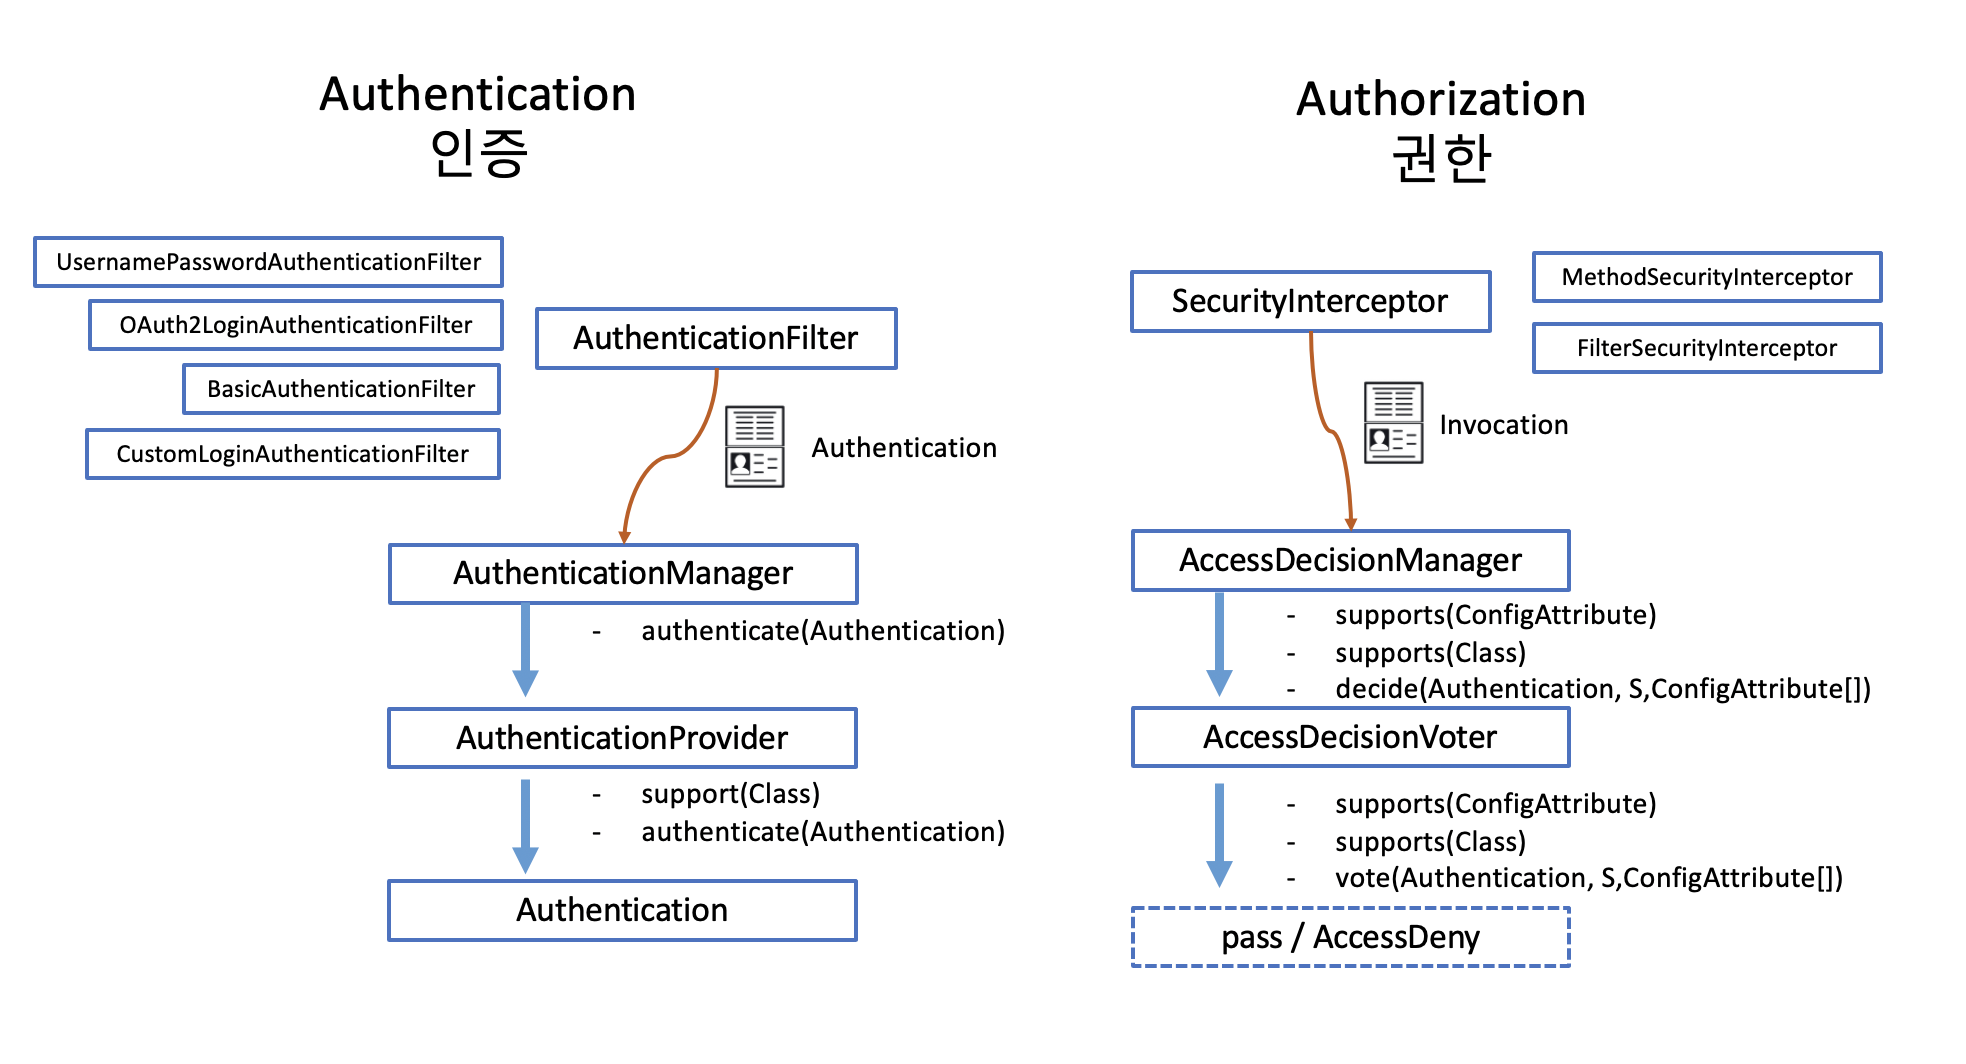 Authentication
인증
UsernamePasswordAuthenticationFilter
OAuth2LoginAuthenticationFilter
BasicAuthenticationFilter
CustomLoginAuthenticationFilter
AuthenticationFilter
Authentication
AuthenticationManager
- authenticate(Authentication)
AuthenticationProvider
- support(Class)
- authenticate(Authentication)
Authentication
Authorization
권한
SecurityInterceptor
MethodSecurityInterceptor
FilterSecurityInterceptor
Invocation
AccessDecisionManager
- supports(ConfigAttribute)
- supports(Class)
- decide(Authentication, S,ConfigAttribute[])
AccessDecisionVoter
- supports(ConfigAttribute)
- supports(Class)
- vote(Authentication, S,ConfigAttribute[])
pass / AccessDeny